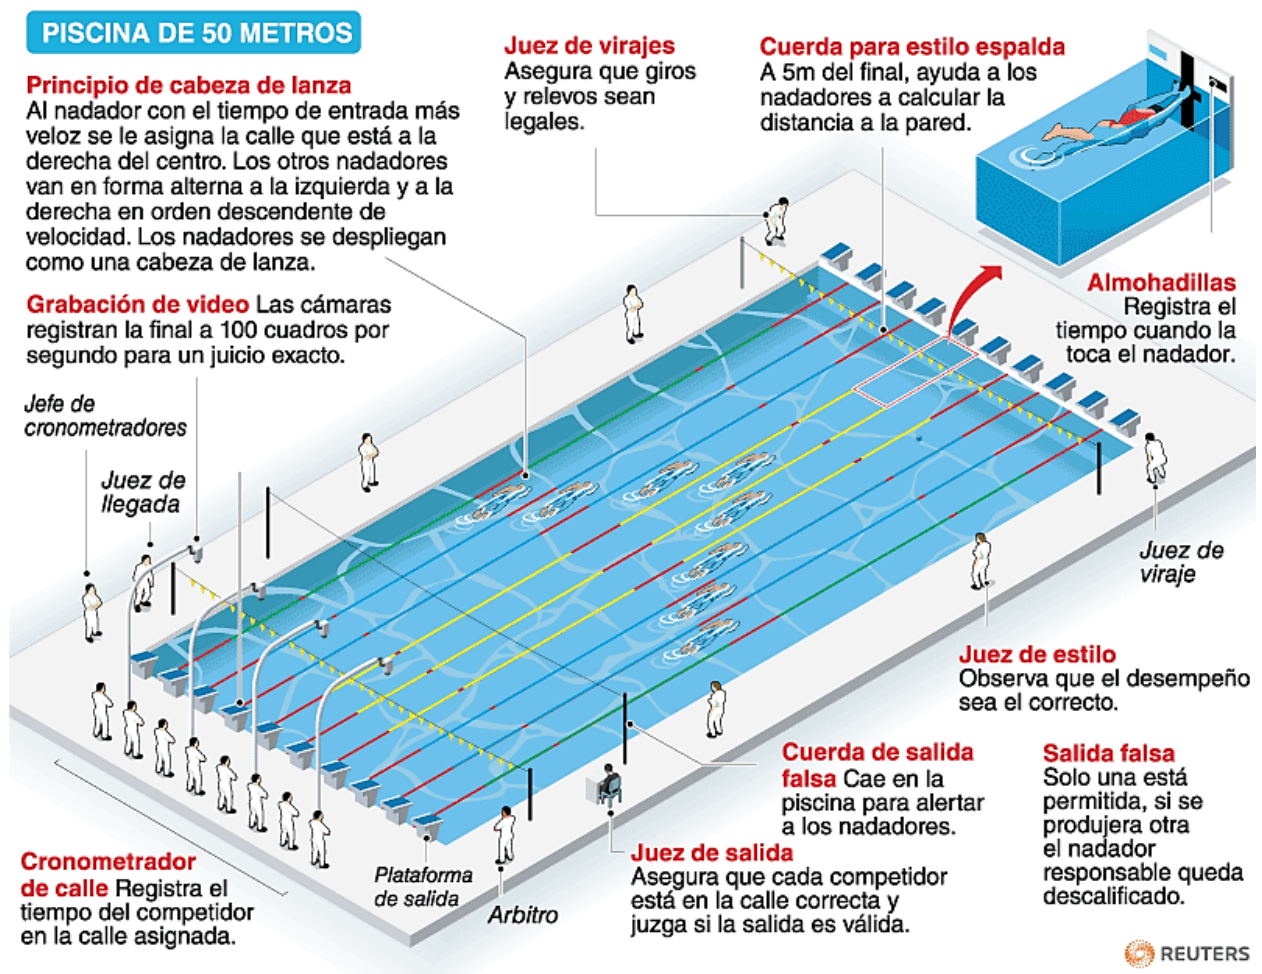 PISCINA DE 50 METROS
Principio de cabeza de lanza
Al nadador con el tiempo de entrada más
veloz se le asigna la calle que está a la
derecha del centro. Los otros nadadores
van en forma alterna a la izquierda y a la
derecha en orden descendente de
velocidad. Los nadadores se despliegan
como una cabeza de lanza.
Grabación de video Las cámaras
registran la final a 100 cuadros por
segundo para un juicio exacto.
Jefe de
cronometradores
Juez de
llegada
Juez de virajes
Asegura que giros
y relevos sean
legales.
Cuerda para estilo espalda
A 5m del final, ayuda a los
nadadores a calcular la
distancia a la pared.
Almohadillas
Registra el
tiempo cuando la
toca el nadador.
Juez de
viraje
Juez de estilo
Observa que el desempeño
sea el correcto.
Cuerda de salida
falsa Cae en la
piscina para alertar
a los nadadores.
Salida falsa
Solo una está
permitida, si se
produjera otra
el nadador
responsable queda
descalificado.
Juez de salida
Asegura que cada competidor
está en la calle correcta y
juzga si la salida es válida.
Cronometrador
de calle Registra el
tiempo del competidor
en la calle asignada.
Plataforma
de salida
Arbitro
REUTERS